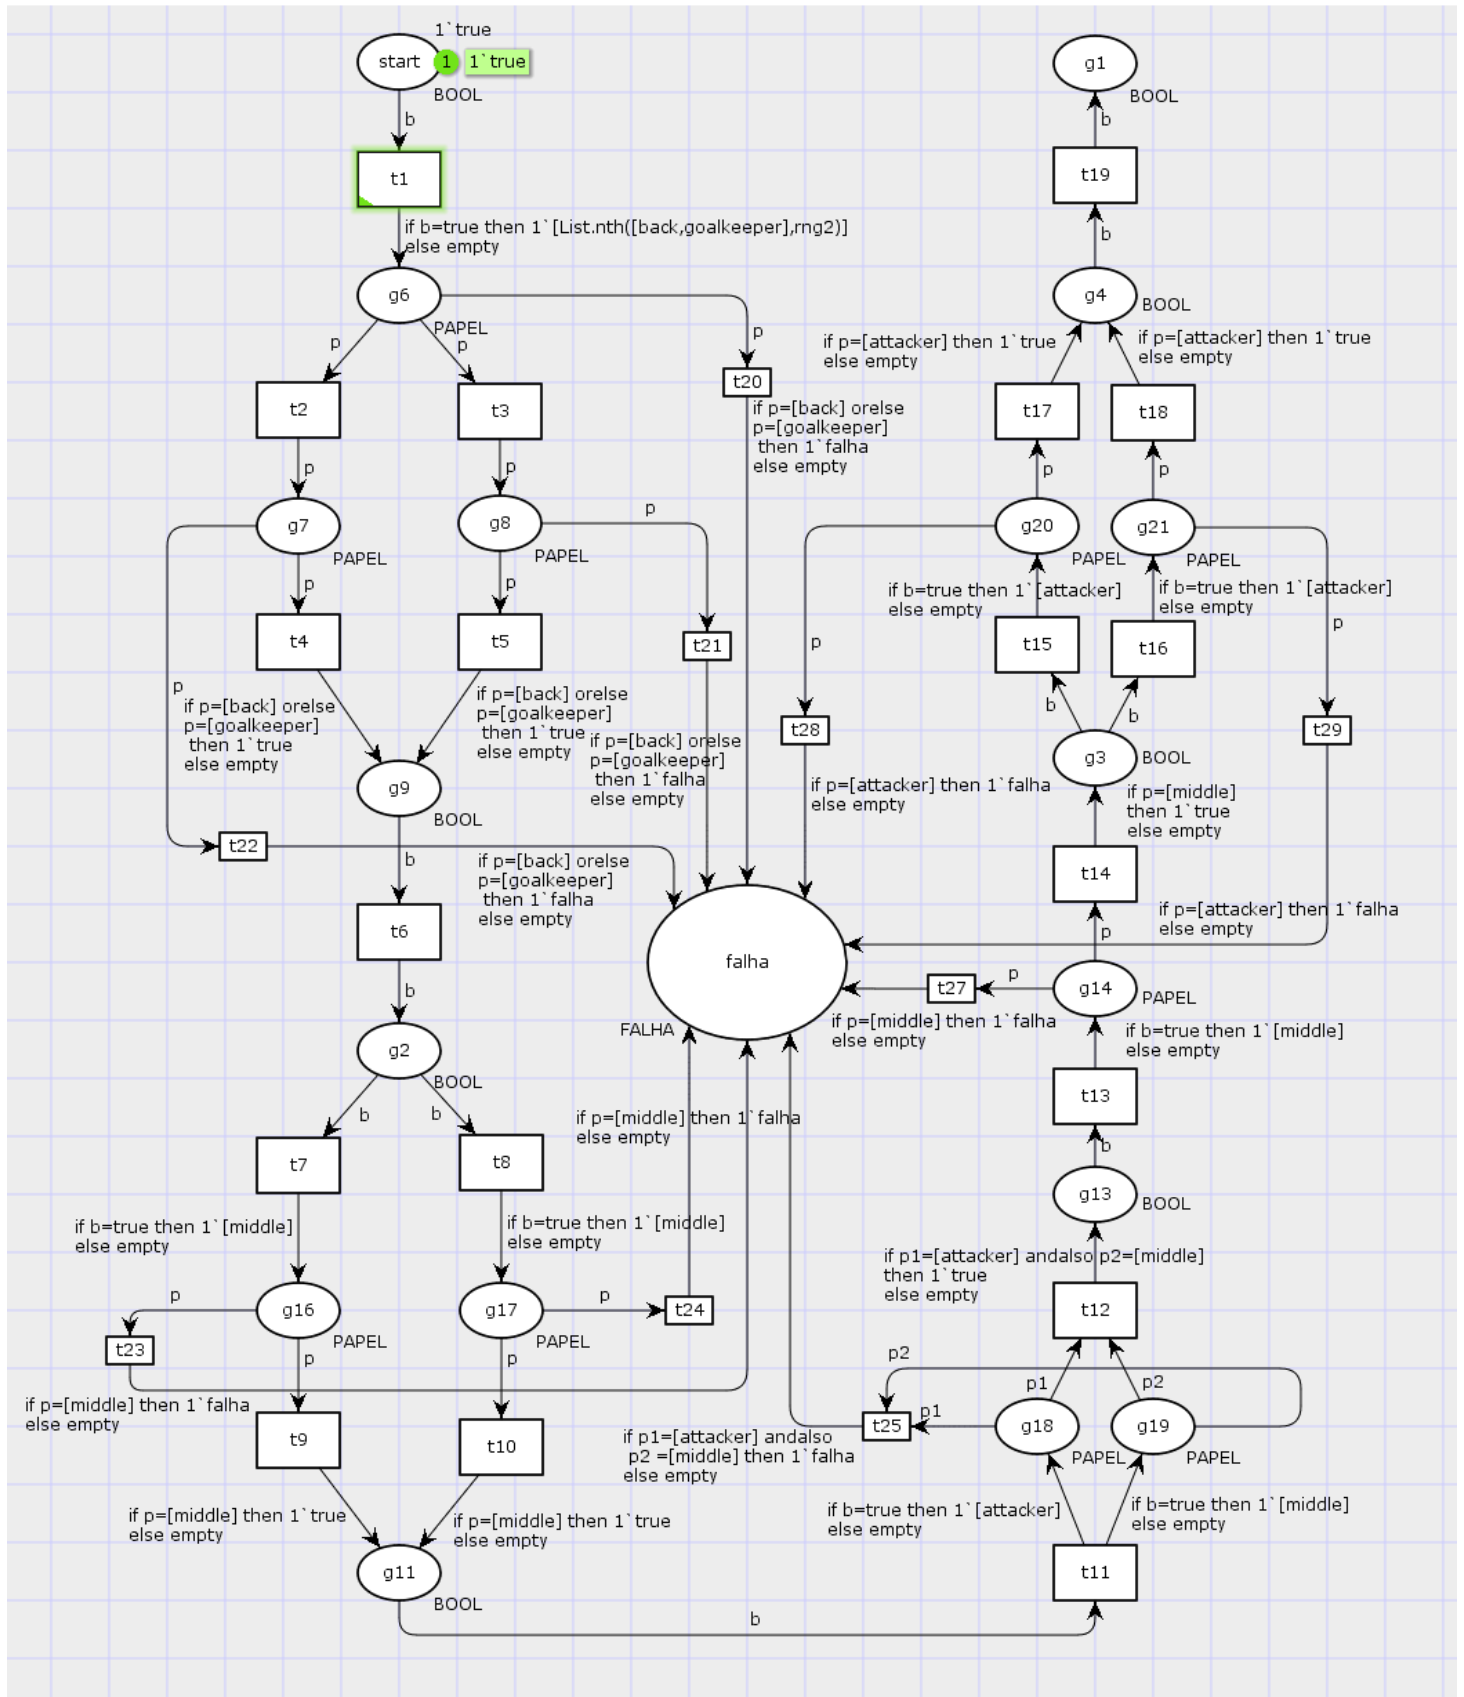 1`true
start
1
1`true
BOOL
b
t1
if b=true then 1`[List.nth([back,goalkeeper],rng2)]
else empty
g6
PAPEL
p
p
p
t2
t3
t20
if p=[back] orelse
p=[goalkeeper]
then 1`falha
else empty
p
p
g7
PAPEL
g8
PAPEL
p
p
p
t4
t5
t21
p
if p=[back] orelse
p=[goalkeeper]
then 1`true
else empty
if p=[back] orelse
p=[goalkeeper]
then 1`true
else empty
if p=[back] orelse
p=[goalkeeper]
then 1`falha
else empty
g9
BOOL
t22
b
if p=[back] orelse
p=[goalkeeper]
then 1`falha
else empty
t6
b
g2
BOOL
b
b
t7
t8
if b=true then 1`[middle]
else empty
if b=true then 1`[middle]
else empty
g16
PAPEL
g17
PAPEL
p
p
t23
t24
if p=[middle] then 1`falha
else empty
p
p
if p=[middle] then 1`falha
else empty
t9
t10
if p=[middle] then 1`true
else empty
if p=[middle] then 1`true
else empty
g11
BOOL
b
falha
FALHA
g1
BOOL
b
t19
b
g4
BOOL
if p=[attacker] then 1`true
else empty
if p=[attacker] then 1`true
else empty
t17
t18
p
p
g20
PAPEL
g21
PAPEL
if b=true then 1`[attacker]
else empty
if b=true then 1`[attacker]
else empty
p
p
t15
t16
t28
t29
b
b
if p=[attacker] then 1`falha
else empty
g3
BOOL
if p=[middle]
then 1`true
else empty
t14
if p=[attacker] then 1`falha
else empty
p
t27
p
g14
PAPEL
if p=[middle] then 1`falha
else empty
if b=true then 1`[middle]
else empty
t13
b
g13
BOOL
if p1=[attacker] andalso p2=[middle]
then 1`true
else empty
t12
p2
p1
p2
t25
p1
g18
PAPEL
g19
PAPEL
if p1=[attacker] andalso
p2 =[middle] then 1`falha
else empty
if b=true then 1`[attacker]
else empty
if b=true then 1`[middle]
else empty
t11